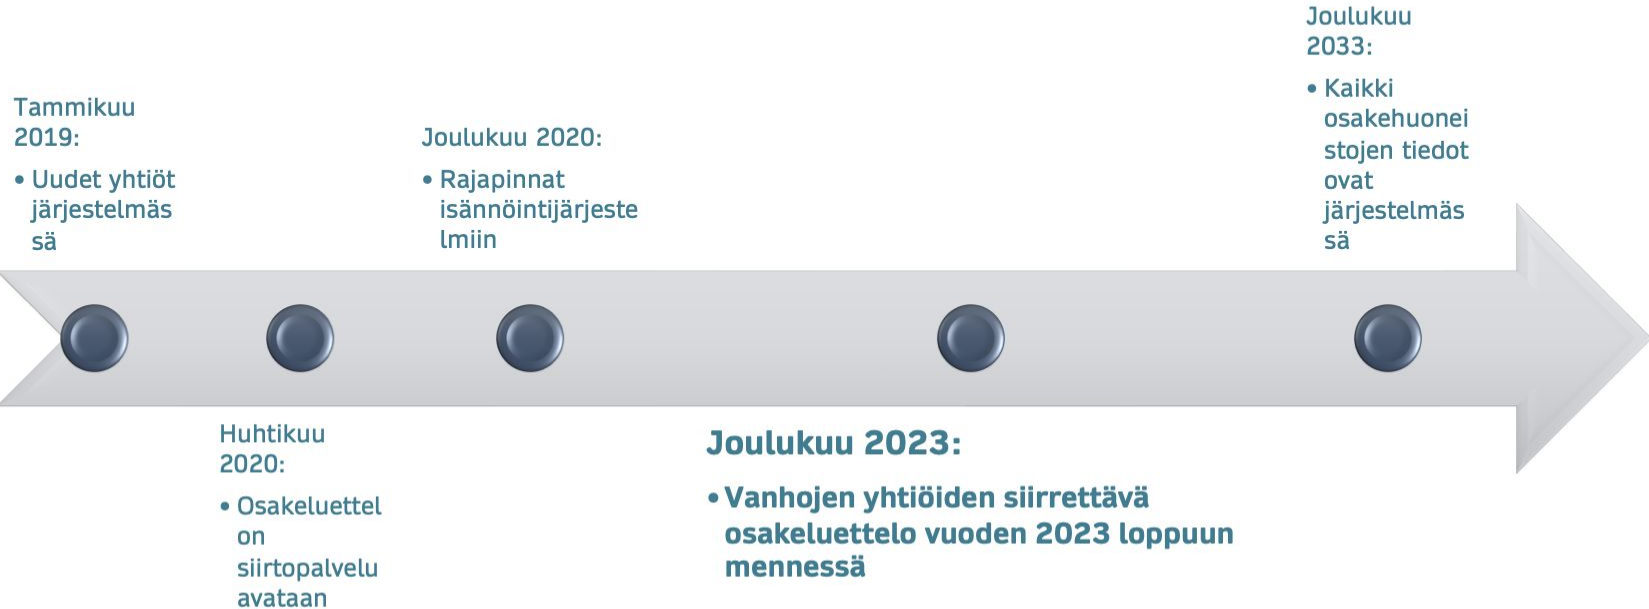 Tammikuu
2019:
• Uudet yhtiöt
järjestelmäs
sä
Huhtikuu
2020:
• Osakeluettel
on
siirtopalvelu
avataan
Joulukuu 2020:
• Rajapinnat
isännöintijärjeste
lmiin
Joulukuu 2023:
• Vanhojen yhtiöiden siirrettävä
osakeluettelo vuoden 2023 loppuun
mennessä
Joulukuu
2033:
• Kaikki
osakehuonei
stojen tiedot
ovat
järjestelmäs
sä